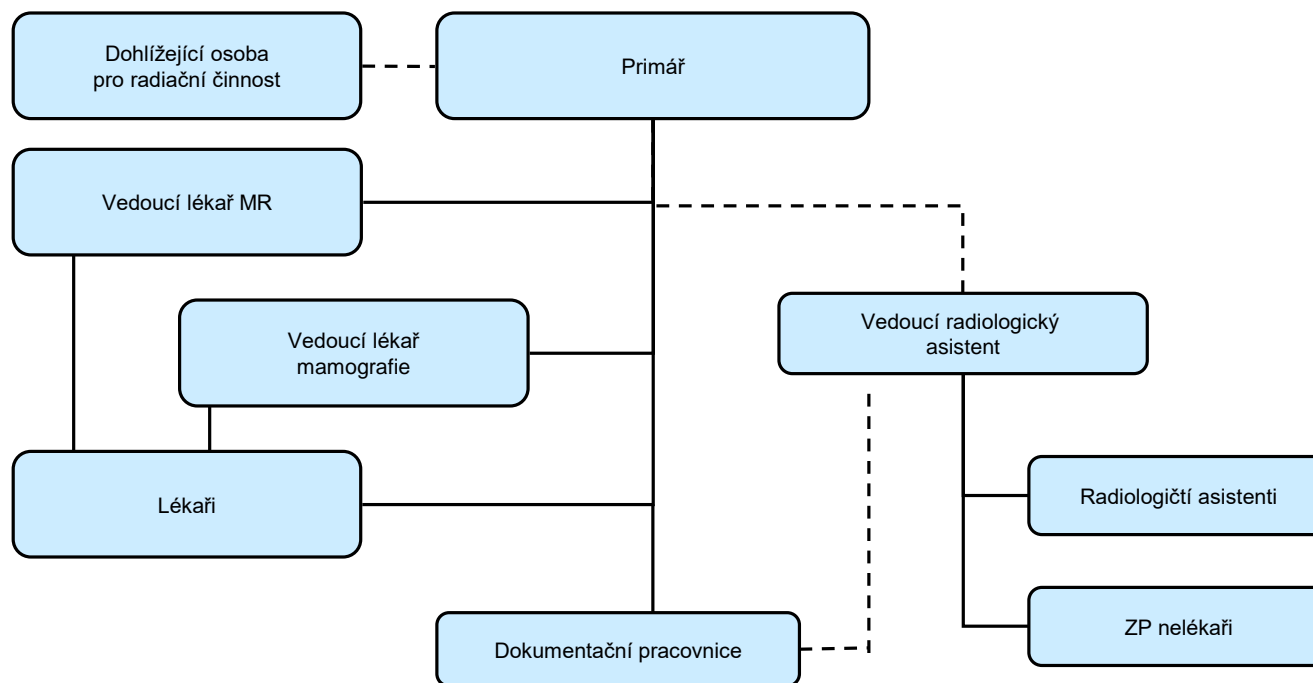 Dohlížející osoba
pro radiační činnost
Primář
Vedoucí lékař MR
Vedoucí lékař
mamografie
Vedoucí radiologický
asistent
Lékaři
Radiologičtí asistenti
ZP nelékaři
Dokumentační pracovnice